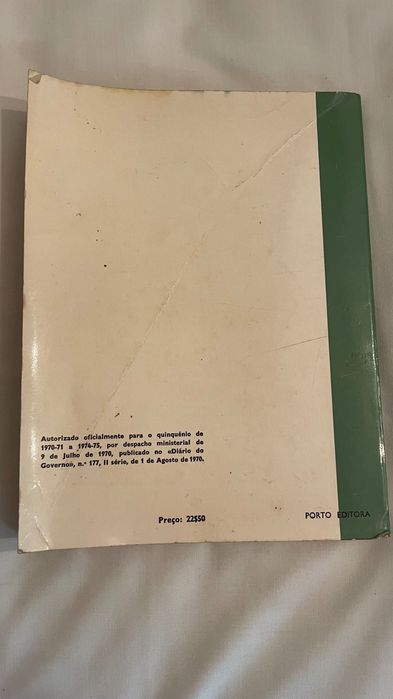 Autorizado oficialmente para o quinquénio de
1970-71 a 1974-75, por despacho ministerial de
9 de Julho de 1970, publicado no «Diário do
Governo», n.º 177, II série, de 1 de Agosto de 1970.
Preço: 22$50
PORTO EDITORA